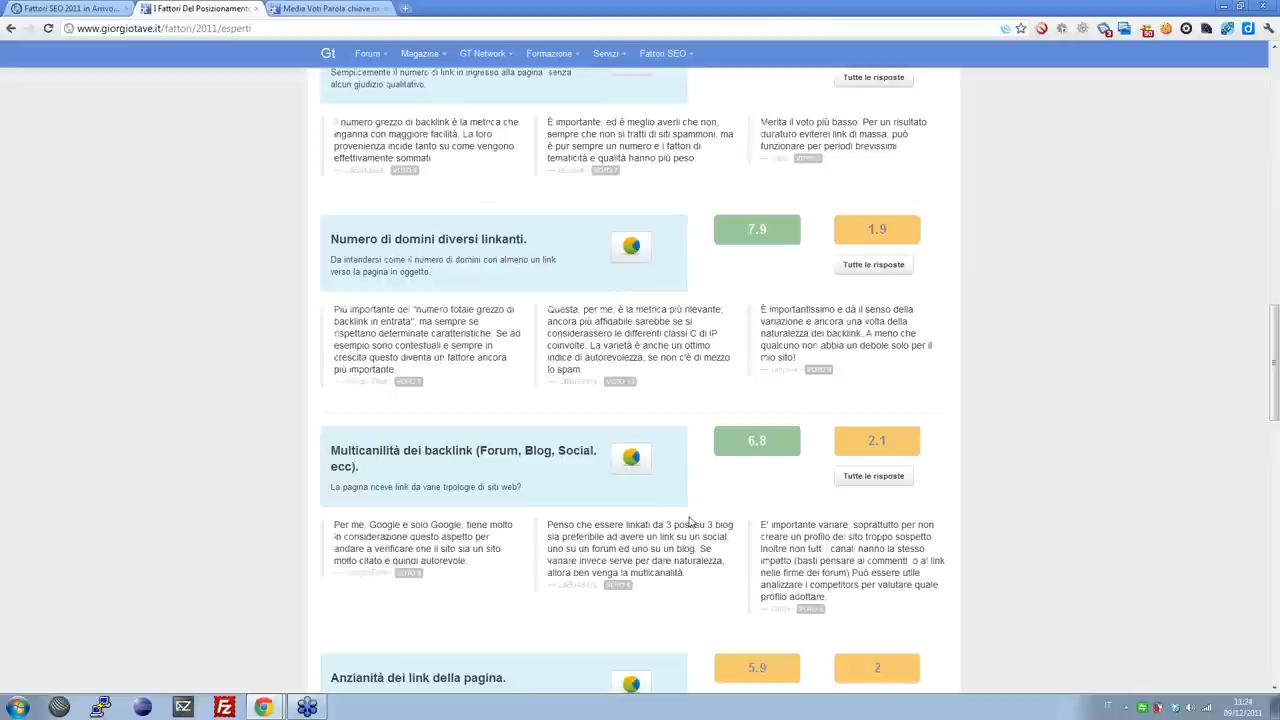 Fattori SEO 2011 in Arrivo...
I Fattori Del Posizionamento
Media Voti Parola chiave ne
www.giorgiotave.it/fattori/2011/esperti
Gt Forum Magazine GT Network Formazione Servizi Fattori SEO
Semplicemente il numero di link in ingresso alla pagina senza
alcun giudizio qualitativo.
Tutte le risposte
numero grezzo di backlink è la metrica che
inganna con maggiore facilità. La loro
provenienza incide tanto su come vengono
effettivamente sommati
È importante, ed è meglio averli che non,
sempre che non si tratti di siti spammoni, ma
è pur sempre un numero e i fattori di
tematicità e qualità hanno più peso.
Merita il voto più basso. Per un risultato
duraturo eviterei link di massa, può
funzionare per periodi brevissimi
Numero di domini diversi linkanti.
Da intendersi come il numero di domini con almeno un link
verso la pagina in oggetto.
7.9
1.9
Tutte le risposte
Più importante del "numero totale grezzo di
backlink in entrata", ma sempre se
rispettano determinate caratteristiche. Se ad
esempio sono contestuali e sempre in
crescita questo diventa un fattore ancora
più importante.
Questa, per me, è la metrica più rilevante;
ancora più affidabile sarebbe se si
considerassero le differenti classi C di IP
coinvolte. La varietà è anche un ottimo
indice di autorevolezza, se non c'è di mezzo
lo spam
È importantissimo e dà il senso della
variazione e ancora una volta della
naturalezza dei backlink. A meno che
qualcuno non abbia un debole solo per il
mio sito!
Multicanilità dei backlink (Forum, Blog, Social,
ecc).
La pagina riceve link da varie tipologie di siti web?
6.8
2.1
Tutte le risposte
Per me, Google e solo Google, tiene molto
in considerazione questo aspetto per
andare a verificare che il sito sia un sito
molto citato e quindi autorevole.
Penso che essere linkati da 3 post su 3 blog
sia preferibile ad avere un link su un social,
uno su un forum ed uno su un blog. Se
variare invece serve per dare naturalezza,
allora ben venga la multicanalità.
E' importante variare, soprattutto per non
creare un profilo del sito troppo sospetto.
Inoltre non tutti i canali hanno lo stesso
impatto (basti pensare ai commenti o ai link
nelle firme dei forum) Può essere utile
analizzare i competitors per valutare quale
profilo adottare.
Anzianità dei link della pagina.
5.9
2
IT
13:24
09/12/2011